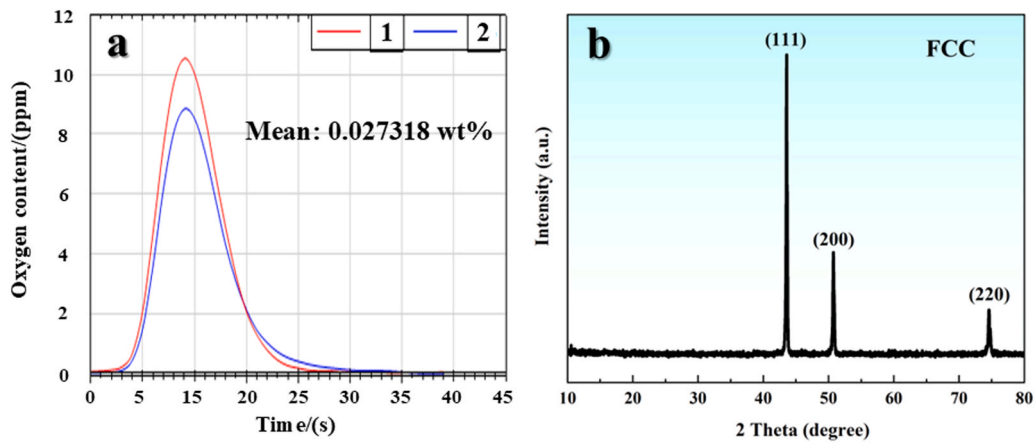 a
1
2
Mean: 0.027318 wt%
Oxygen content/(ppm)
12
10
8
6
4
2
0
0 5 10 15 20 25 30 35 40 45
Time/(s)
b
FCC
(111)
(200)
(220)
Intensity (a.u.)
10 20 30 40 50 60 70 80
2 Theta (degree)